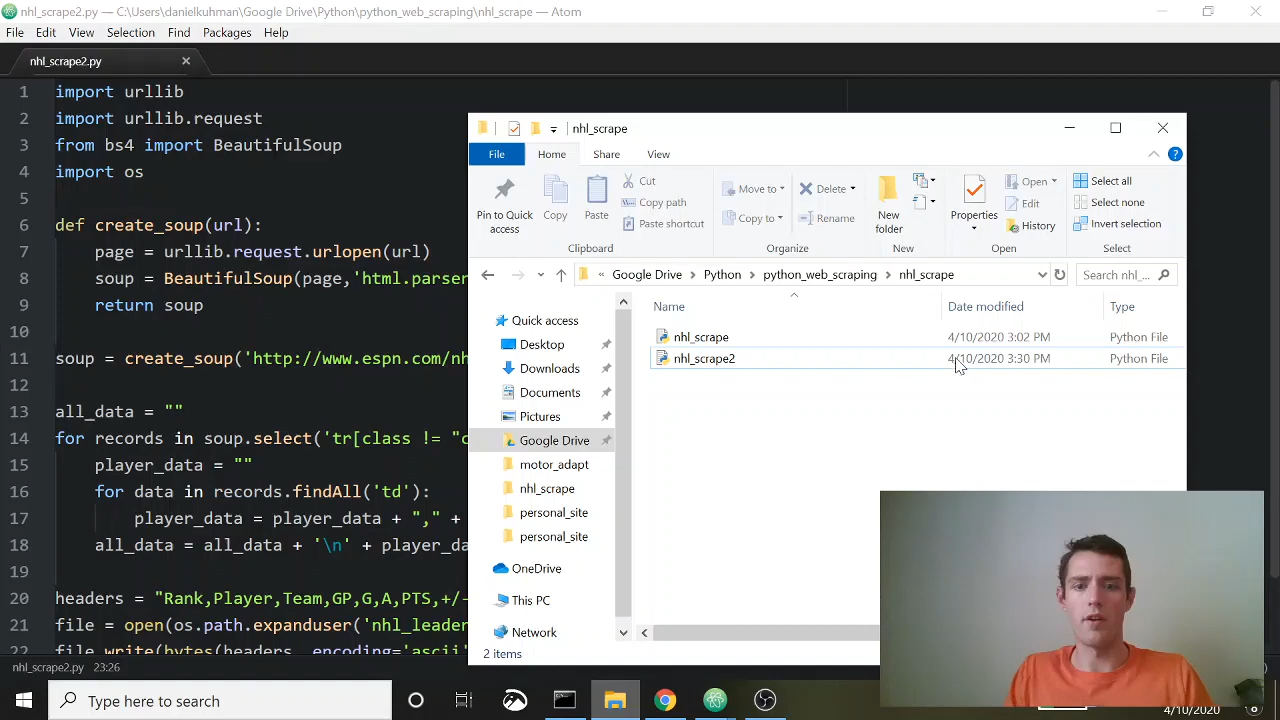 nhl_scrape2.py — C:\Users\danielkuhman\Google Drive\Python\python_web_scraping\nhl_scrape — Atom
File Edit View Selection Find Packages Help
nhl_scrape2.py
1 import urllib
2 import urllib.request
3 from bs4 import BeautifulSoup
4 import os
5
6 def create_soup(url):
7 page = urllib.request.urlopen(url)
8 soup = BeautifulSoup(page,'html.parser
9 return soup
10
11 soup = create_soup('http://www.espn.com/nh
12
13 all_data = ""
14 for records in soup.select('tr[class != "c
15 player_data = ""
16 for data in records.findAll('td'):
17 player_data = player_data + "," +
18 all_data = all_data + '\n' + player_da
19
20 headers = "Rank,Player,Team,GP,G,A,PTS,+/-
21 file = open(os.path.expanduser('nhl_leader
22 file.write(bytes(headers, encoding='ascii'
nhl_scrape2.py 23:26
nhl_scrape
File Home Share View
Pin to Quick access
Copy
Paste
Cut
Copy path
Paste shortcut
Clipboard
Move to
Copy to
Delete
Rename
Organize
New folder
New
Properties
Open
Edit
History
Open
Select all
Select none
Invert selection
Select
« Google Drive Python python_web_scraping nhl_scrape
Search nhl_...
Name Date modified Type
nhl_scrape 4/10/2020 3:02 PM Python File
nhl_scrape2 4/10/2020 3:30 PM Python File
Quick access
Desktop
Downloads
Documents
Pictures
Google Drive
motor_adapt
nhl_scrape
personal_site
personal_site
OneDrive
This PC
Network
2 items
Type here to search
4/10/2020